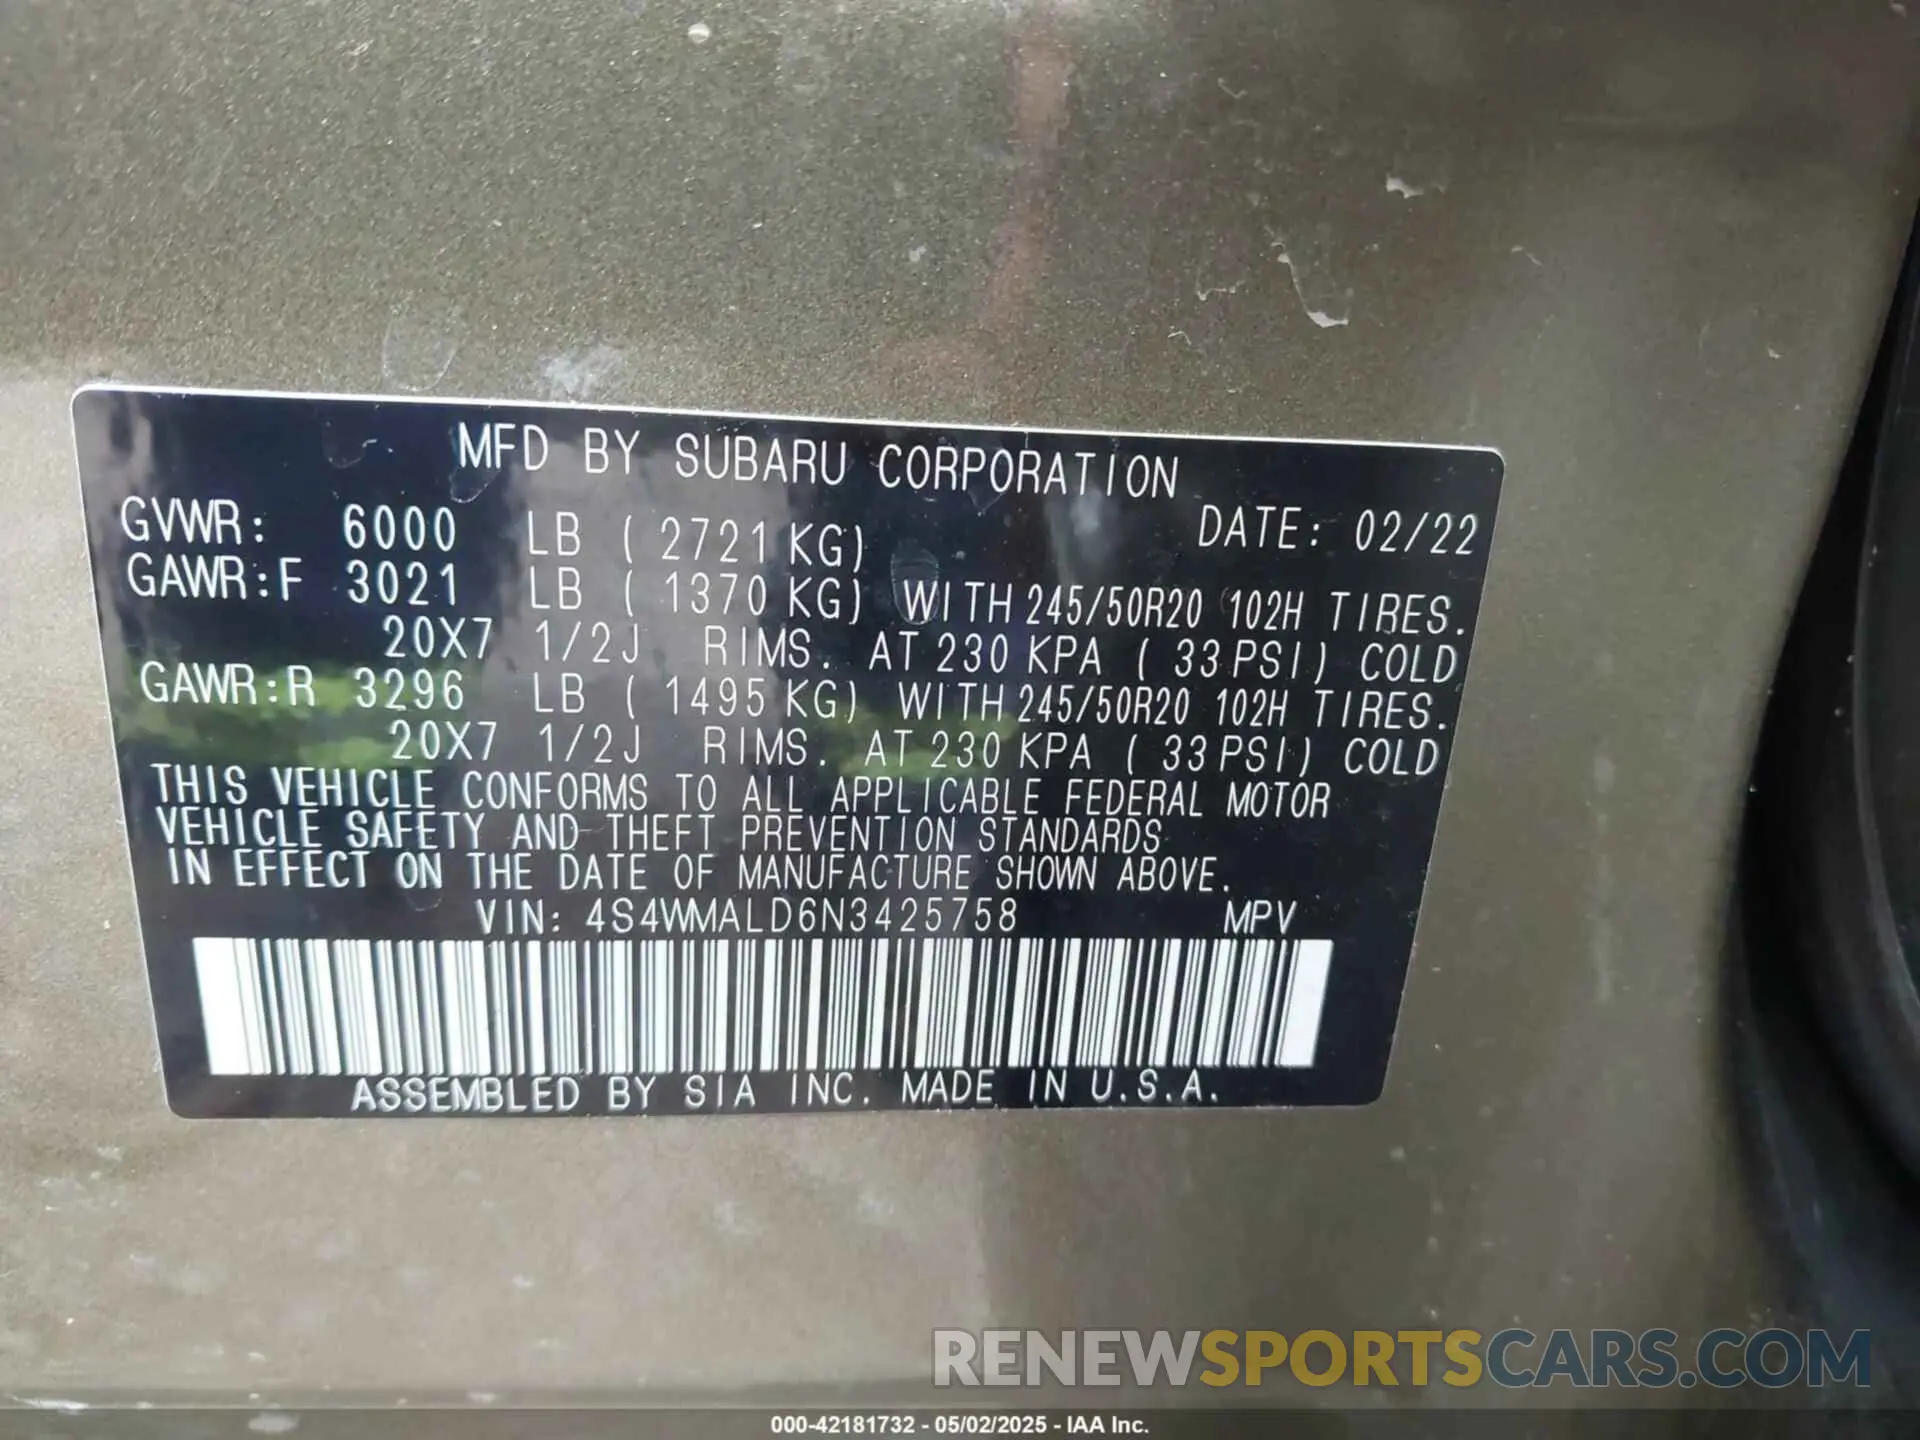 MFD BY SUBARU CORPORATION
GVWR: 6000 LB ( 2721 KG) DATE: 02/22
GAWR:F 3021 LB ( 1370 KG) WITH 245/50R20 102H TIRES.
20X7 1/2J RIMS. AT 230 KPA ( 33 PSI) COLD
GAWR:R 3296 LB ( 1495 KG) WITH 245/50R20 102H TIRES.
20X7 1/2J RIMS. AT 230 KPA ( 33 PSI) COLD
THIS VEHICLE CONFORMS TO ALL APPLICABLE FEDERAL MOTOR
VEHICLE SAFETY AND THEFT PREVENTION STANDARDS
IN EFFECT ON THE DATE OF MANUFACTURE SHOWN ABOVE.
VIN: 4S4WMALD6N3425758 MPV
ASSEMBLED BY SIA INC. MADE IN U.S.A.
RENEWSPORTSCARS.COM
000-42181732 - 05/02/2025 - IAA Inc.